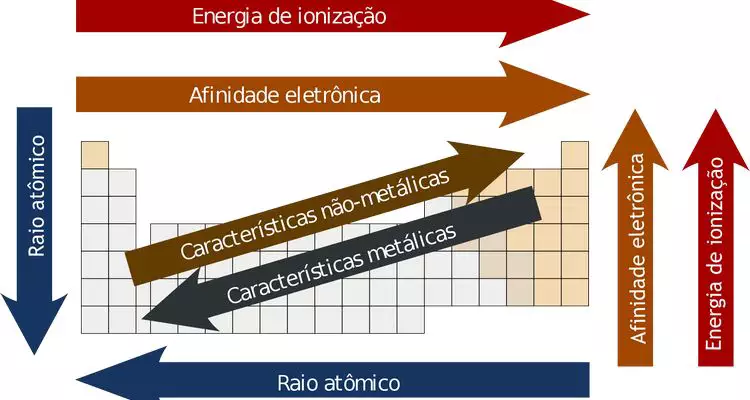 Energia de ionização
Afinidade eletrônica
Raio atômico
Características não-metálicas
Características metálicas
Afinidade eletrônica
Energia de ionização
Raio atômico